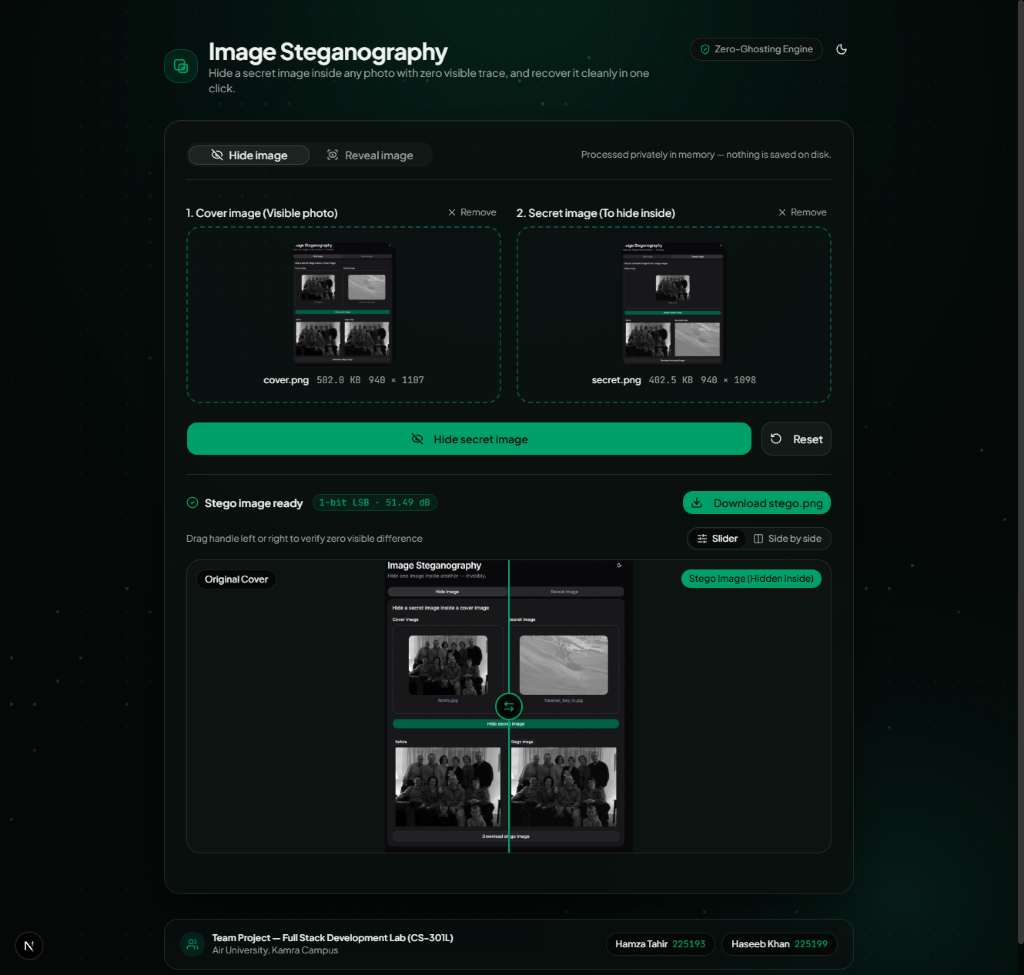 Image Steganography
Zero-Ghosting Engine
Hide a secret image inside any photo with zero visible trace, and recover it cleanly in one
click.
Hide image
Reveal image
Processed privately in memory — nothing is saved on disk.
1. Cover image (Visible photo)
Remove
2. Secret image (To hide inside)
Remove
cover.png 502.0 KB 940 × 1107
secret.png 402.5 KB 940 × 1098
Hide secret image
Reset
Stego image ready
1-bit LSB - 51.49 dB
Download stego.png
Drag handle left or right to verify zero visible difference
Slider
Side by side
Original Cover
Stego Image (Hidden Inside)
Image Steganography
Hide one image inside another — invisibly.
Hide image
Reveal image
Hide a secret image inside a cover image
Cover image
Secret image
family.jpg
Hide secret image
Before
Stego image
Download stego image
N
Team Project — Full Stack Development Lab (CS-301L)
Air University, Kamra Campus
Hamza Tahir 225193
Haseeb Khan 225199